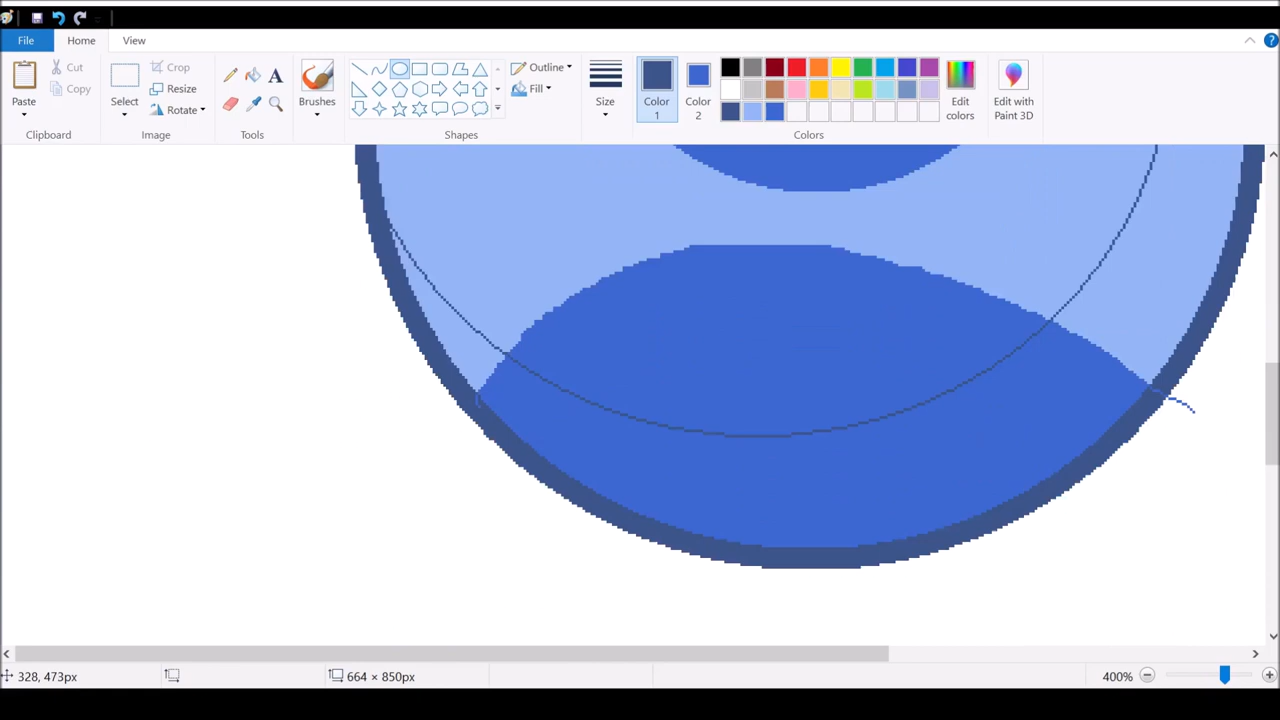 File Home View
Paste
Cut
Copy
Clipboard
Select
Crop
Resize
Rotate
Image
A
Tools
Brushes
Outline
Fill
Shapes
Size
Color
1
Color
2
Edit
colors
Colors
Edit with
Paint 3D
?
328, 473px
664 × 850px
400%